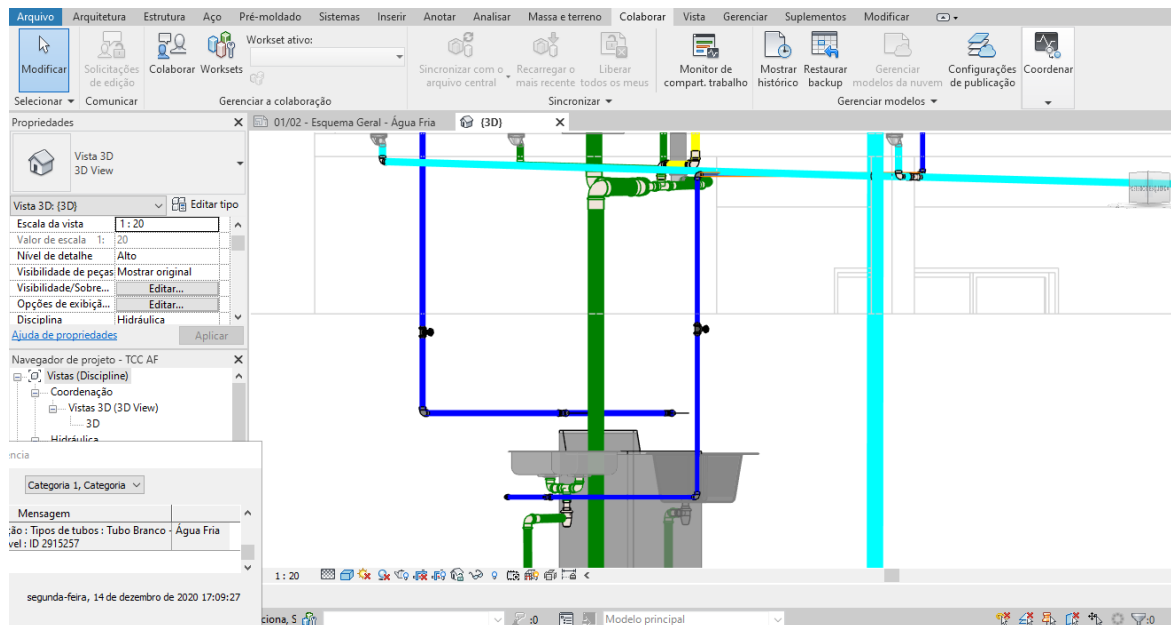 Arquivo Arquitetura Estrutura Aço Pré-moldado Sistemas Inserir Anotar Analisar Massa e terreno Colaborar Vista Gerenciar Suplementos Modificar
Workset ativo:
Modificar Solicitações de edição Colaborar Worksets Sincronizar com o arquivo central Recarregar o mais recente Liberar todos os meus Monitor de compart. trabalho Mostrar histórico Restaurar backup Gerenciar modelos da nuvem Configurações de publicação Coordenar
Selecionar Comunicar Gerenciar a colaboração Sincronizar Gerenciar modelos
Propriedades
01/02 - Esquema Geral - Água Fria {3D}
Vista 3D
3D View
Vista 3D: {3D} Editar tipo
Escala da vista 1 : 20
Valor de escala 1: 20
Nível de detalhe Alto
Visibilidade de peças Mostrar original
Visibilidade/Sobre... Editar...
Opções de exibiçã... Editar...
Disciplina Hidráulica
Ajuda de propriedades Aplicar
Navegador de projeto - TCC AF
Vistas (Discipline)
Coordenação
Vistas 3D (3D View)
3D
Hidráulica
encia
Categoria 1, Categoria
Mensagem
ção : Tipos de tubos : Tubo Branco - Água Fria
vel : ID 2915257
segunda-feira, 14 de dezembro de 2020 17:09:27
1 : 20
ciona, S :0 Modelo principal :0